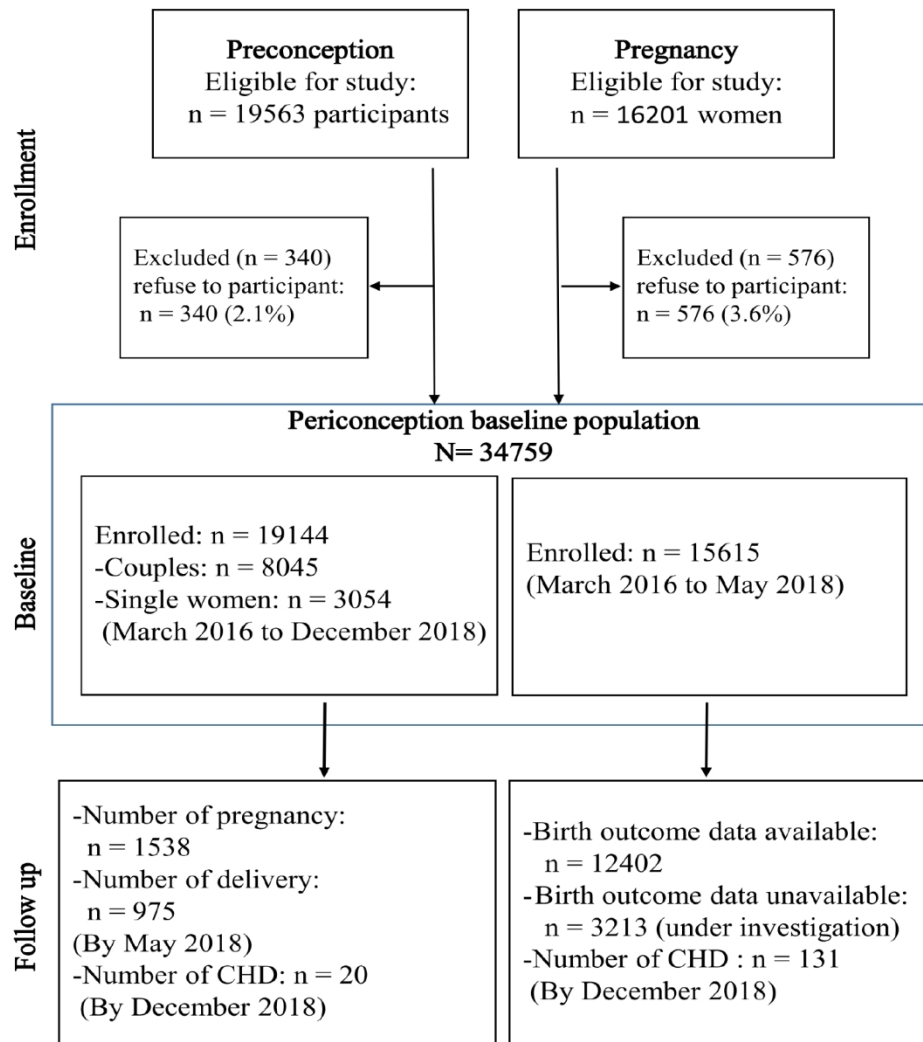 Enrollment
Preconception
Eligible for study:
n = 19563 participants
Pregnancy
Eligible for study:
n = 16201 women
Excluded (n = 340)
refuse to participant:
n = 340 (2.1%)
Excluded (n = 576)
refuse to participant:
n = 576 (3.6%)
Baseline
Periconception baseline population
N= 34759
Enrolled: n = 19144
-Couples: n = 8045
-Single women: n = 3054
(March 2016 to December 2018)
Enrolled: n = 15615
(March 2016 to May 2018)
Follow up
-Number of pregnancy:
n = 1538
-Number of delivery:
n = 975
(By May 2018)
-Number of CHD: n = 20
(By December 2018)
-Birth outcome data available:
n = 12402
-Birth outcome data unavailable:
n = 3213 (under investigation)
-Number of CHD : n = 131
(By December 2018)